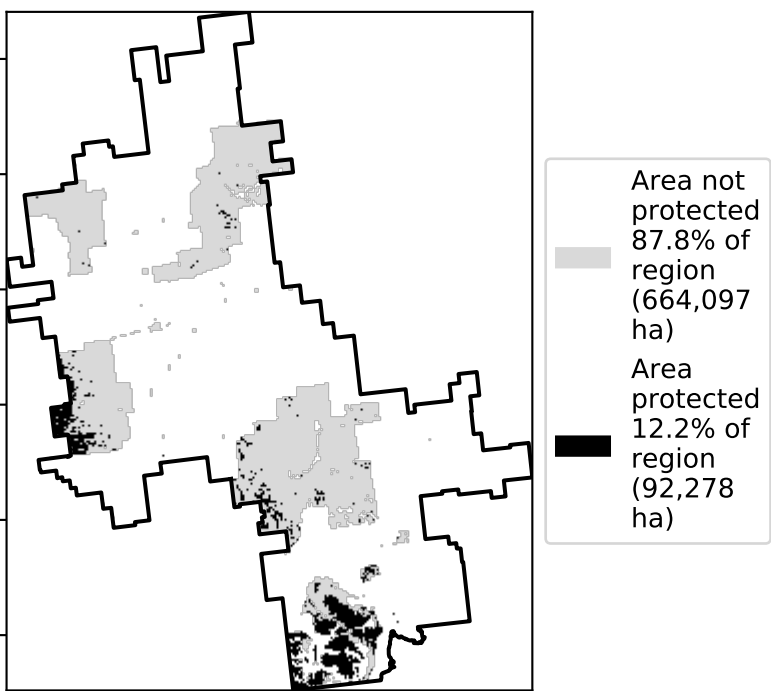 Area not
protected
87.8% of
region
(664,097
ha)
Area
protected
12.2% of
region
(92,278
ha)